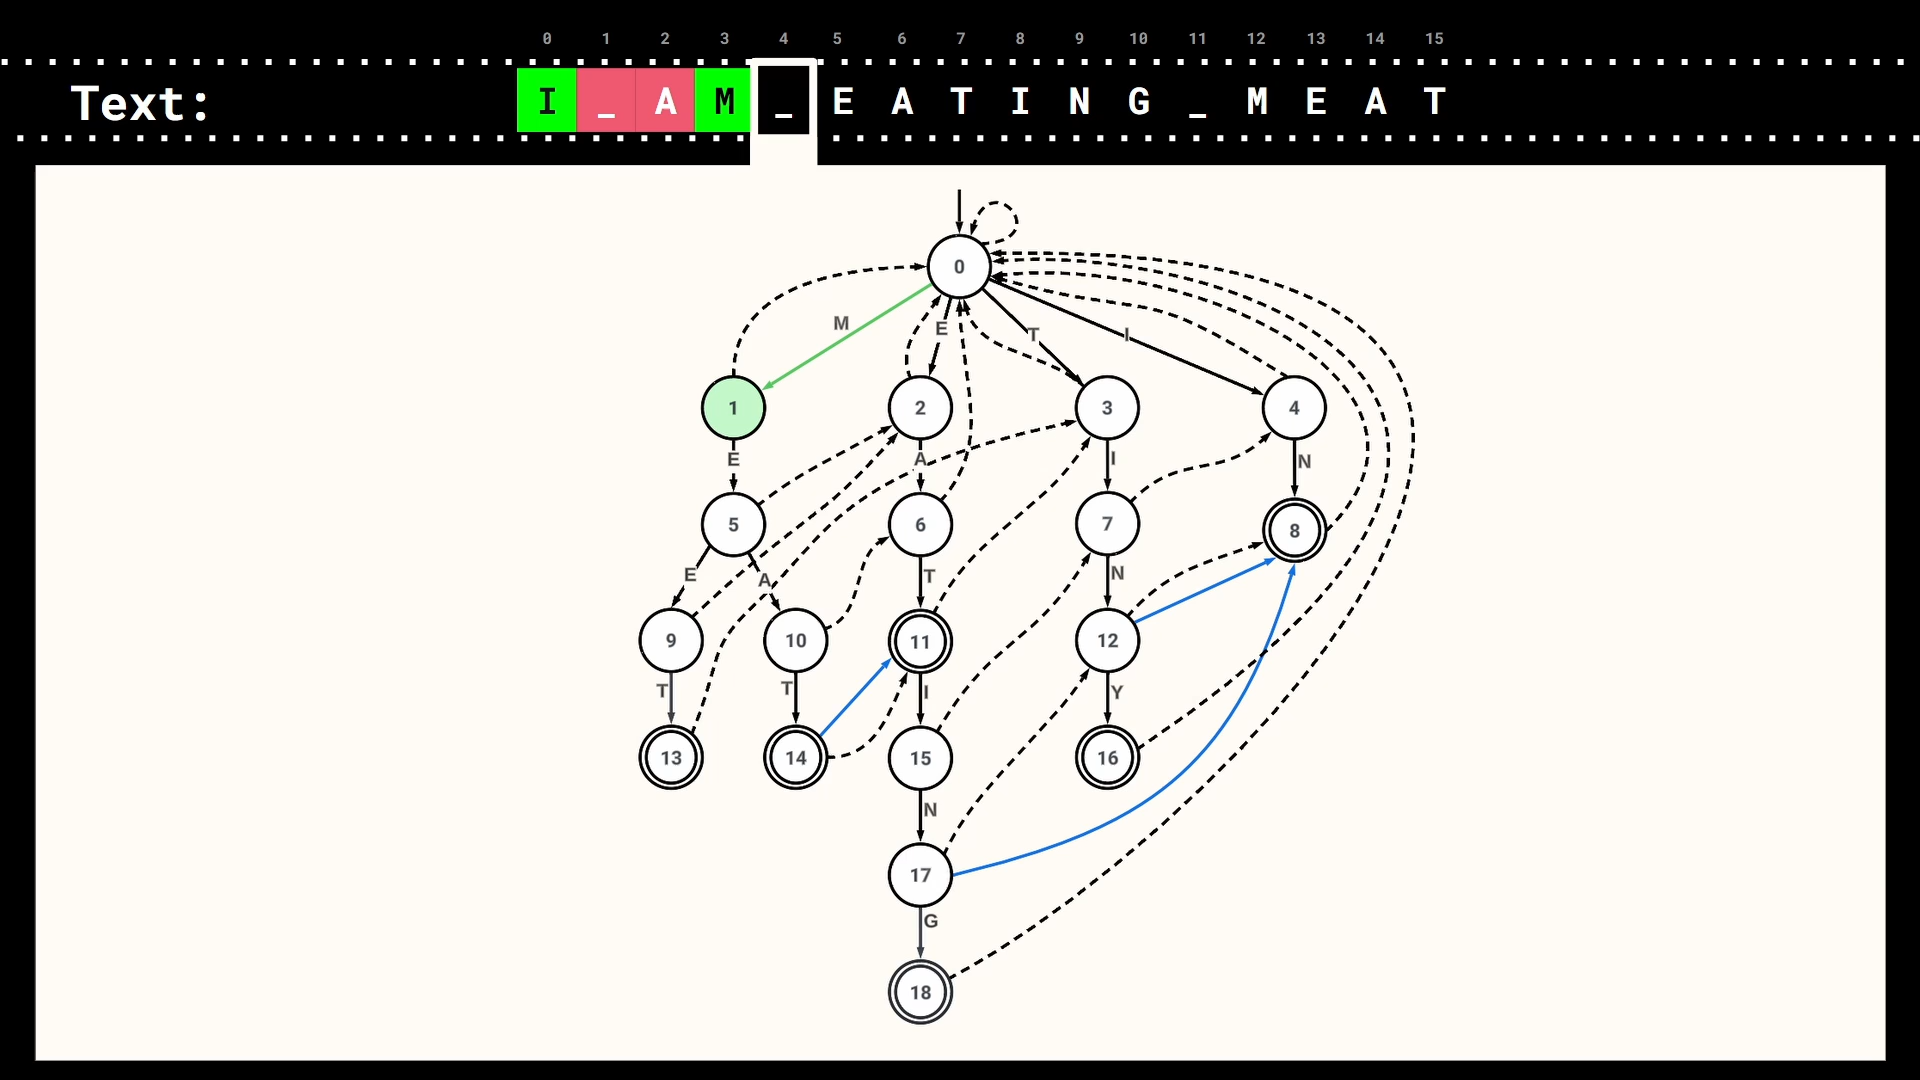 0 1 2 3 4 5 6 7 8 9 10 11 12 13 14 15
Text: I _ A M _ E A T I N G _ M E A T
0
M E T I
1 2 3 4
E A I N
5 6 7 8
E A T N
9 10 11 12
T T I Y
13 14 15 16
N
17
G
18